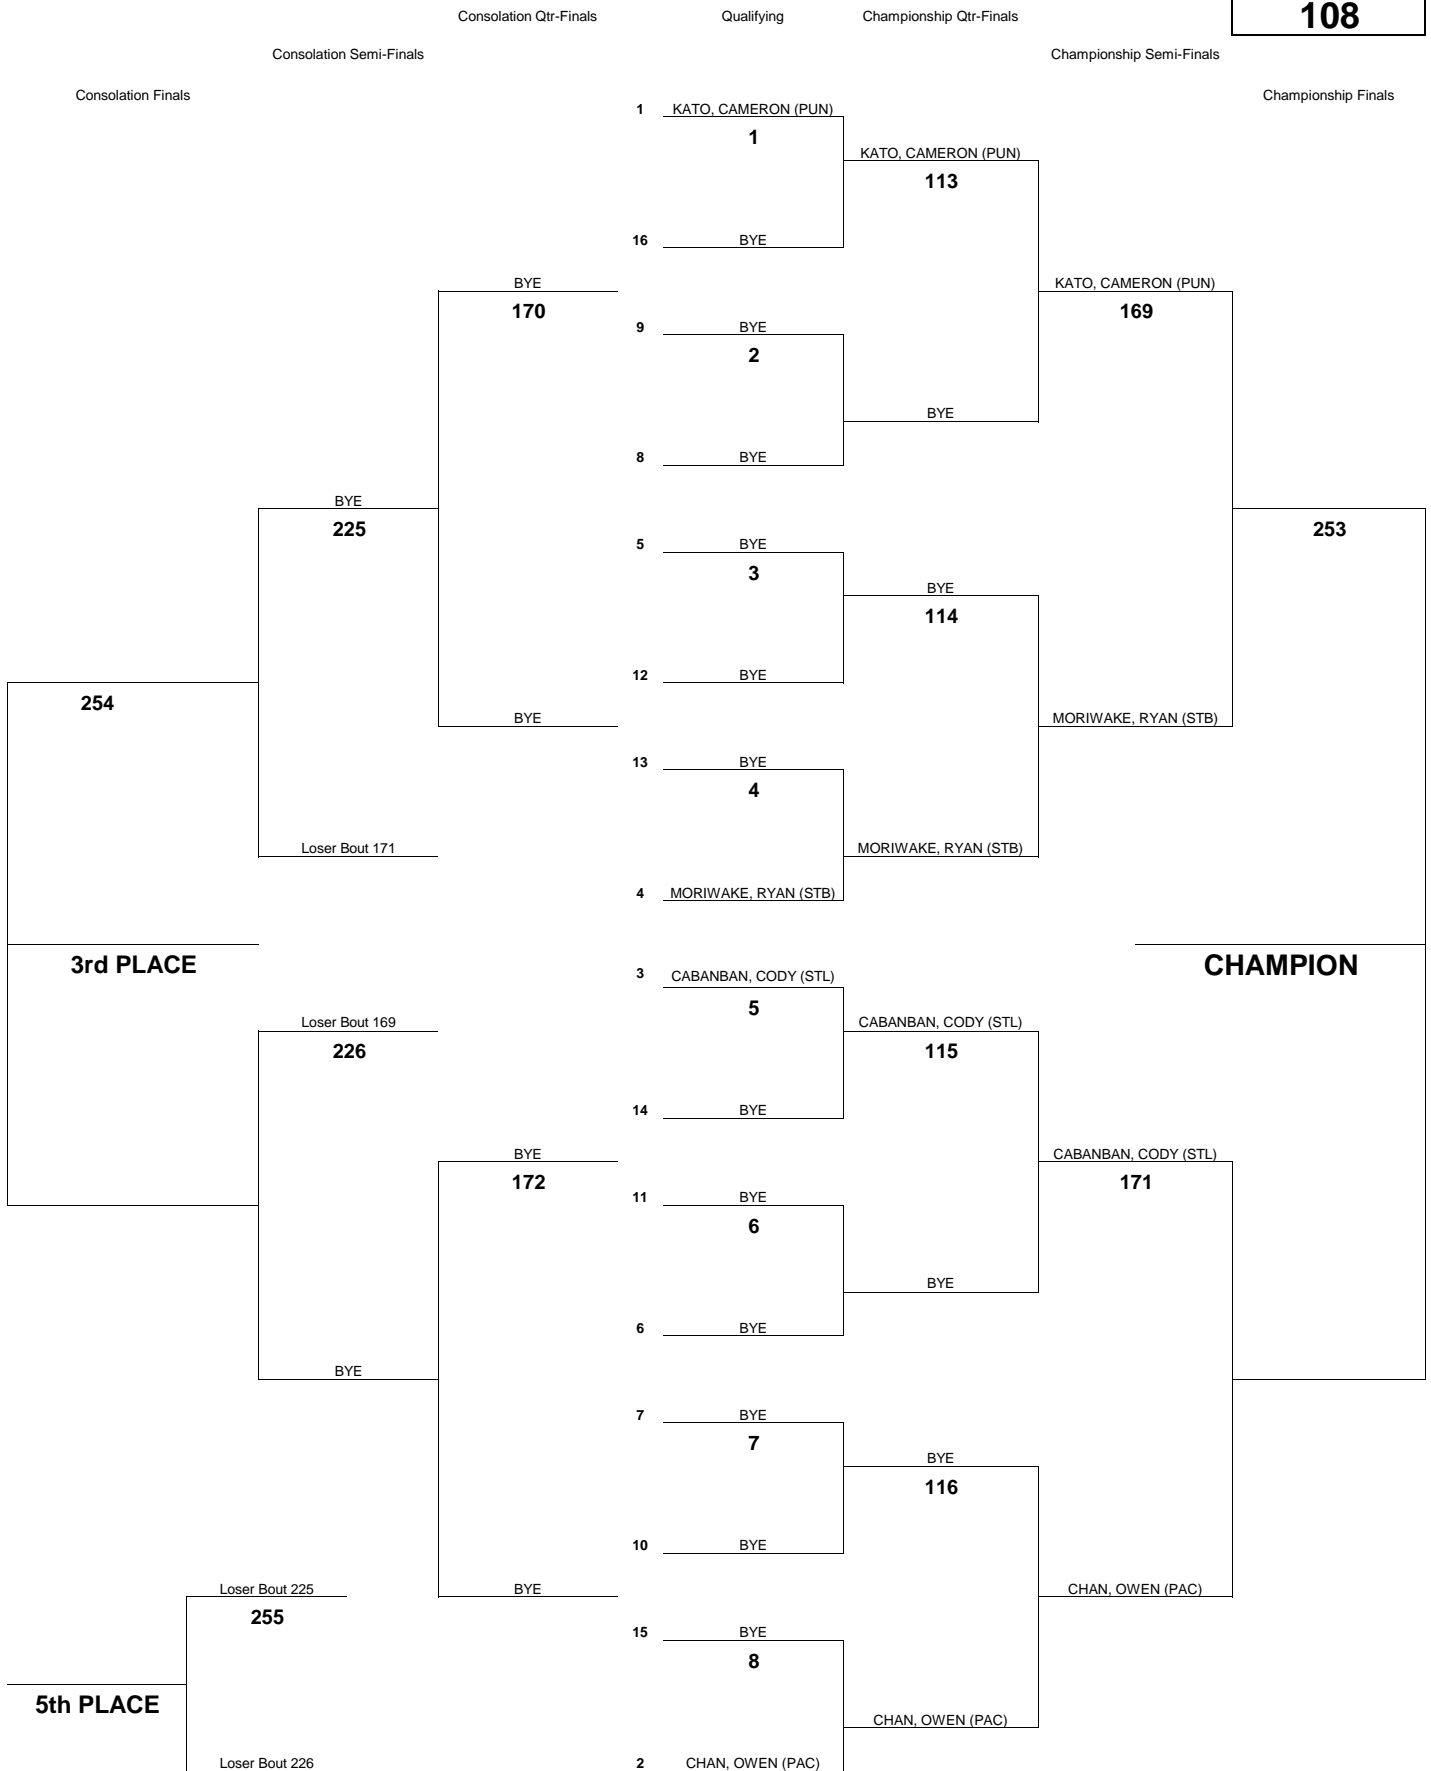 Consolation Qtr-Finals Qualifying Championship Qtr-Finals 108
Consolation Semi-Finals Championship Semi-Finals
Consolation Finals Championship Finals
1 KATO, CAMERON (PUN)
1
KATO, CAMERON (PUN)
113
16 BYE
BYE KATO, CAMERON (PUN)
170 169
9 BYE
2
BYE
8 BYE
BYE
225 253
5 BYE
3
BYE
114
12 BYE
254
BYE MORIWAKE, RYAN (STB)
13 BYE
4
Loser Bout 171 MORIWAKE, RYAN (STB)
4 MORIWAKE, RYAN (STB)
3rd PLACE CHAMPION
3 CABANBAN, CODY (STL)
5
Loser Bout 169 CABANBAN, CODY (STL)
226 115
14 BYE
BYE CABANBAN, CODY (STL)
172 171
11 BYE
6
BYE
6 BYE
BYE
7 BYE
7
BYE
116
10 BYE
Loser Bout 225 BYE CHAN, OWEN (PAC)
255
15 BYE
8
5th PLACE
CHAN, OWEN (PAC)
Loser Bout 226 2 CHAN, OWEN (PAC)